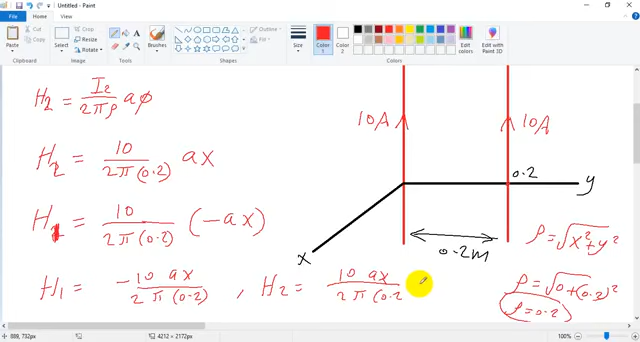 Untitled - Paint
File Home View
Paste
Cut
Copy
Clipboard
Select
Crop
Resize
Rotate
Image
Tools
Brushes
Shapes
Outline
Fill
Size
Color 1
Color 2
Colors
Edit colors
Edit with Paint 3D
H2 = I2 / 2πρ aϕ
10A 10A
H2 = 10 / 2π(0.2) ax
0.2
y
H1 = 10 / 2π(0.2) (-ax)
x
0.2m
ρ = √x²+y²
H1 = -10 ax / 2π(0.2) , H2 = 10 ax / 2π(0.2
ρ = √0+(0.2)²
ρ = 0.2
889, 732px
4212 × 2172px
100%